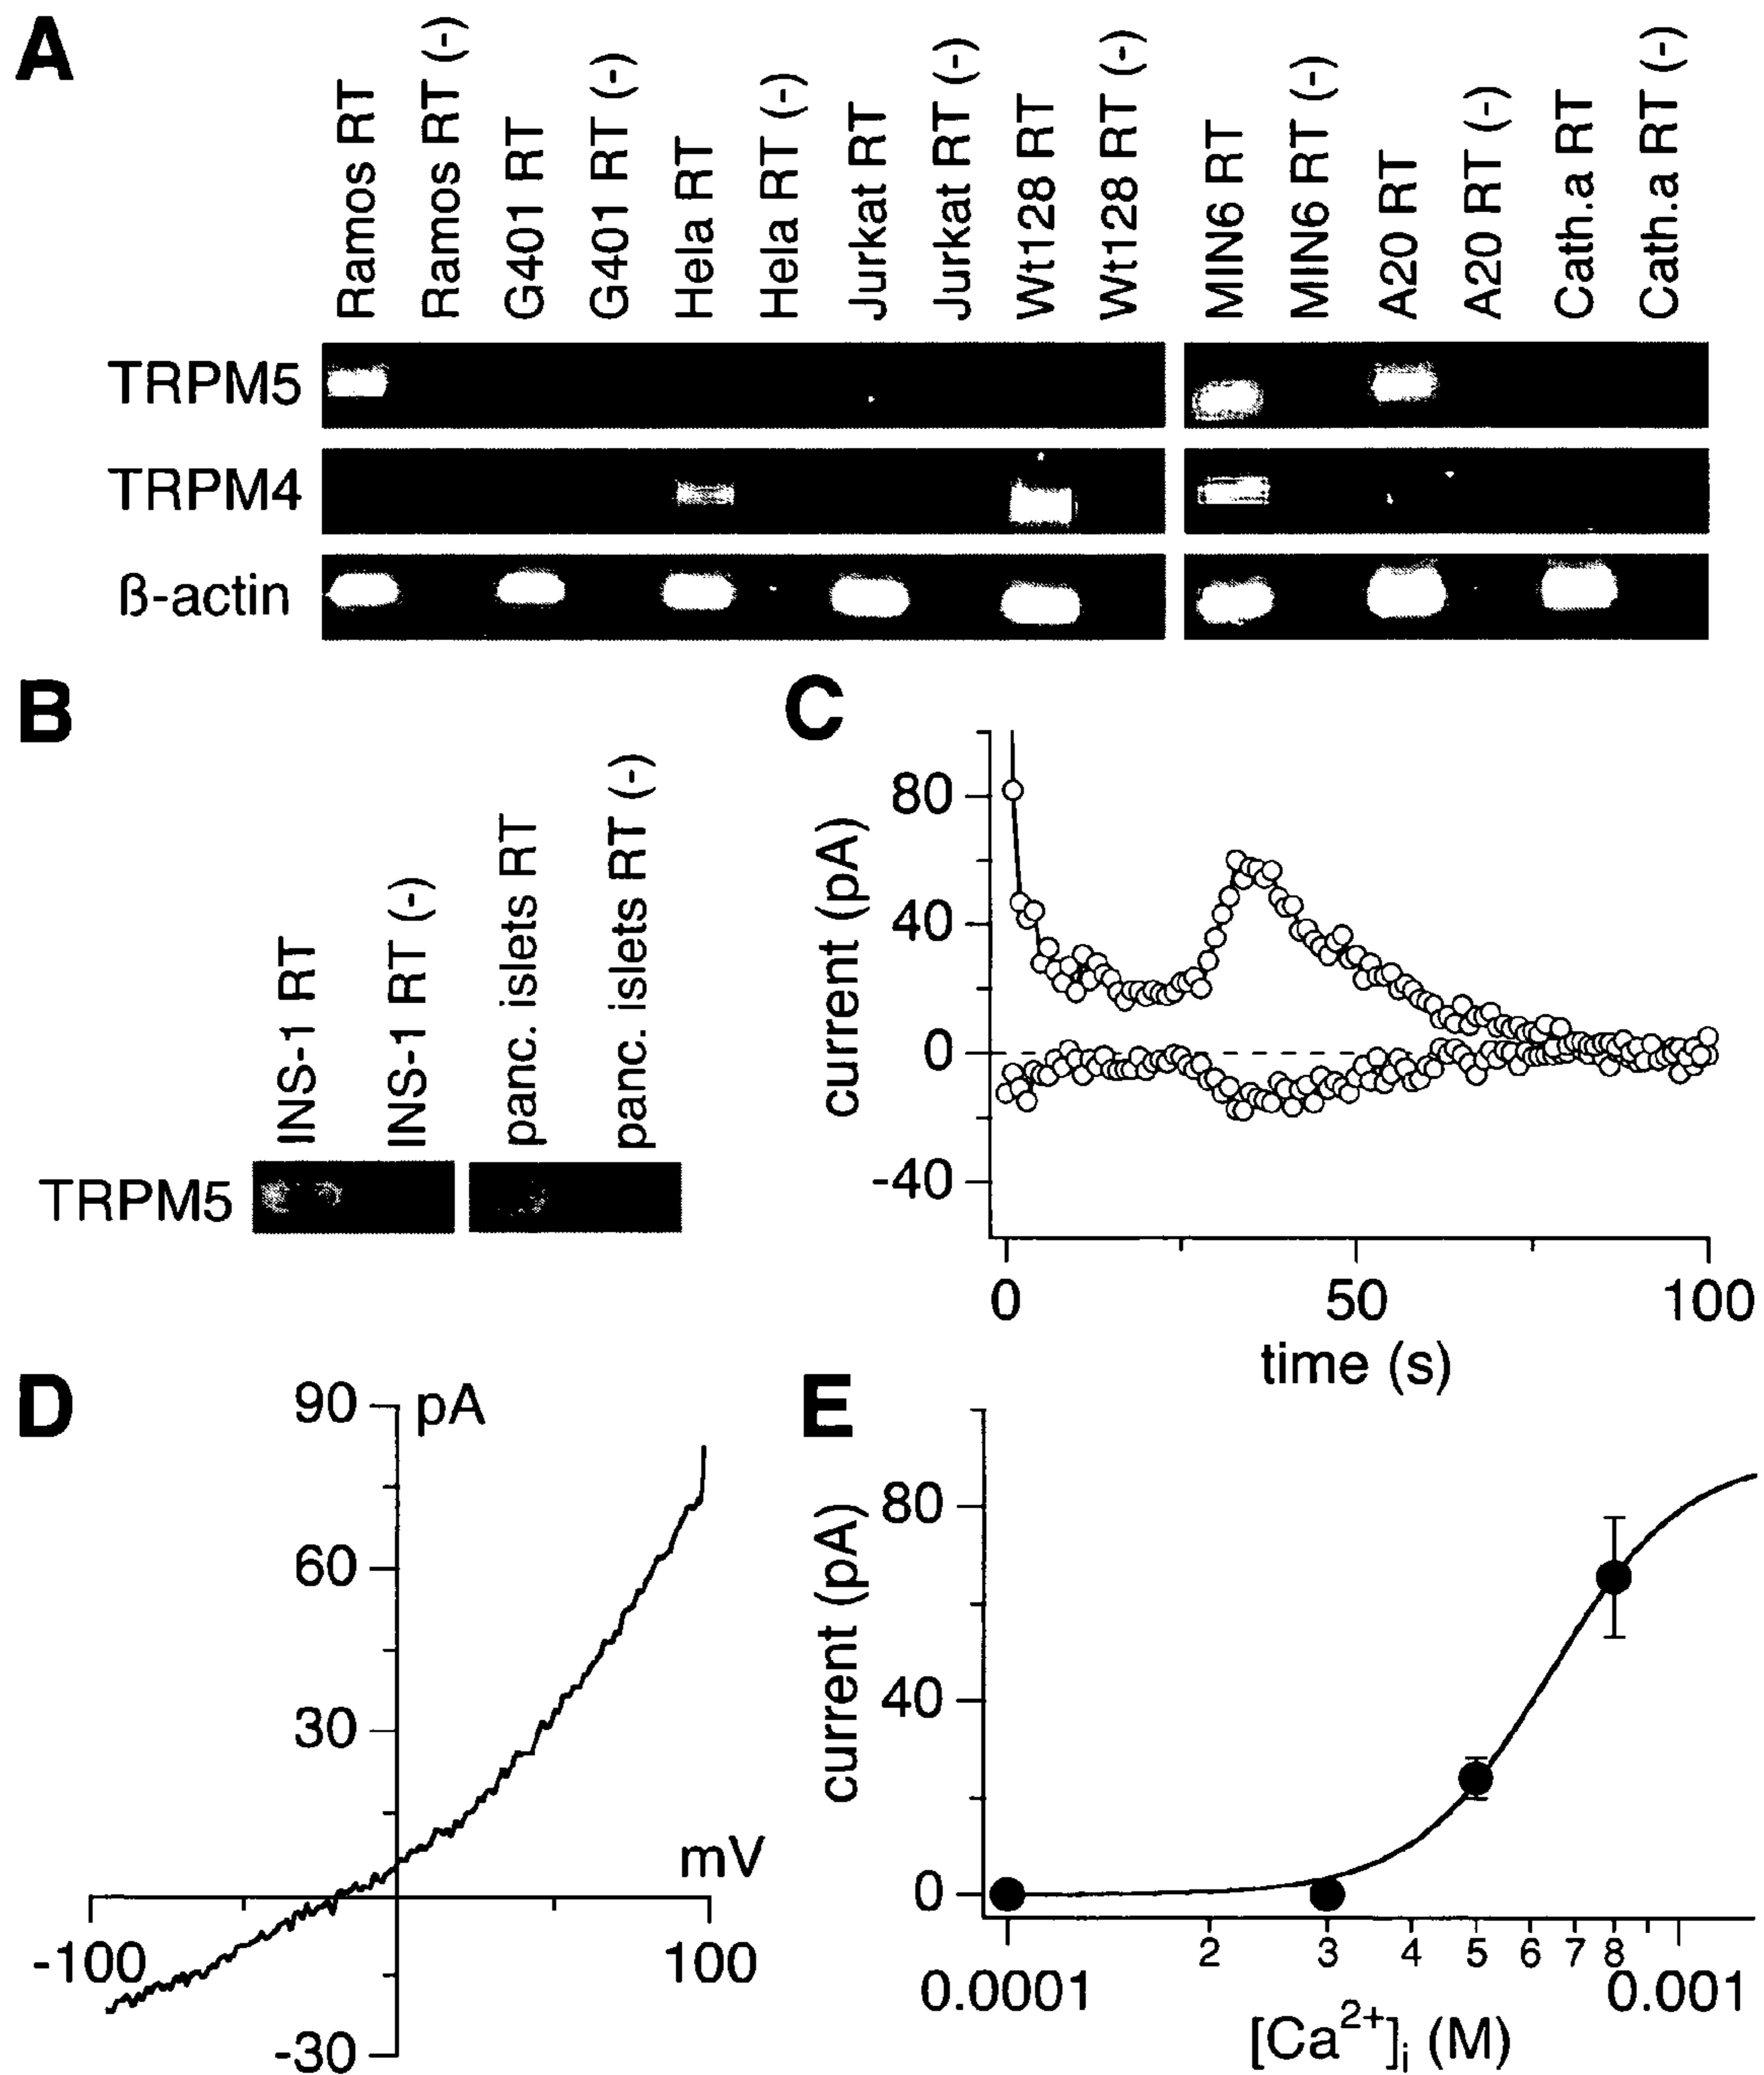 A
Ramos RT
Ramos RT (-)
G401 RT
G401 RT (-)
Hela RT
Hela RT (-)
Jurkat RT
Jurkat RT (-)
Wt128 RT
Wt128 RT (-)
MIN6 RT
MIN6 RT (-)
A20 RT
A20 RT (-)
Cath.a RT
Cath.a RT (-)
TRPM5
TRPM4
ß-actin
B
INS-1 RT
INS-1 RT (-)
panc. islets RT
panc. islets RT (-)
TRPM5
C
current (pA)
80
40
0
-40
0 50 100
time (s)
D
90 pA
60
30
mV
-100 100
-30
E
current (pA)
80
40
0
2 3 4 5 6 7 8
0.0001 0.001
[Ca²⁺]ᵢ (M)